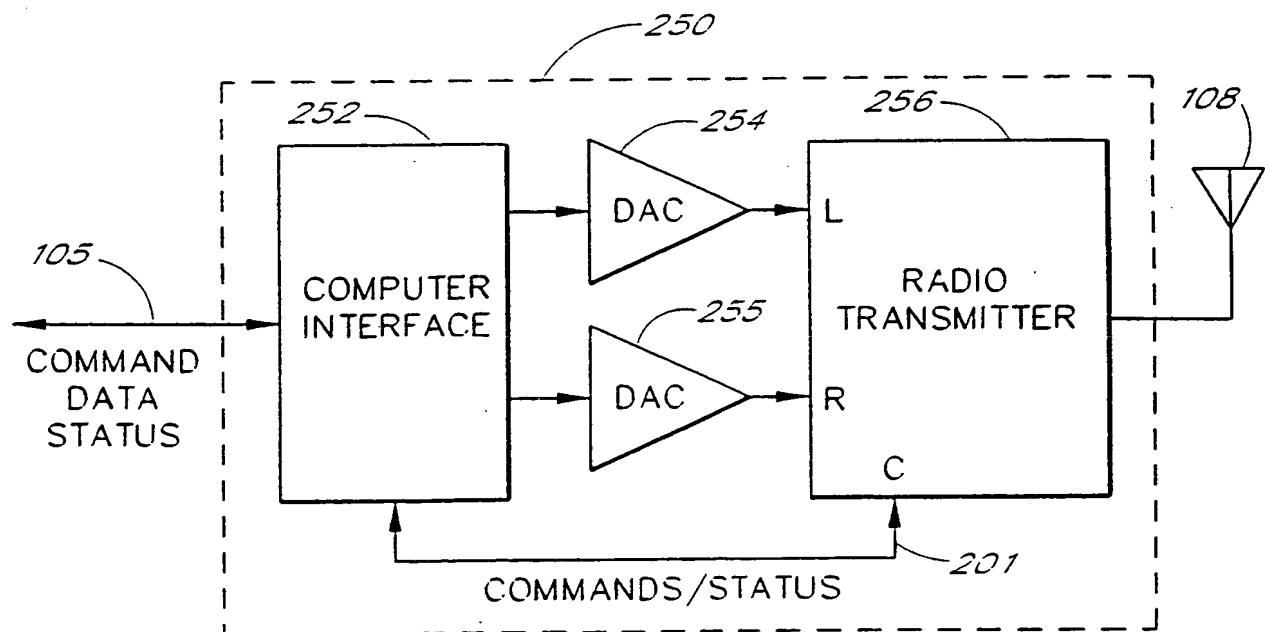 250
252
254
256
108
DAC
L
105
COMPUTER
INTERFACE
RADIO
TRANSMITTER
255
COMMAND
DATA
STATUS
DAC
R
C
201
COMMANDS/STATUS